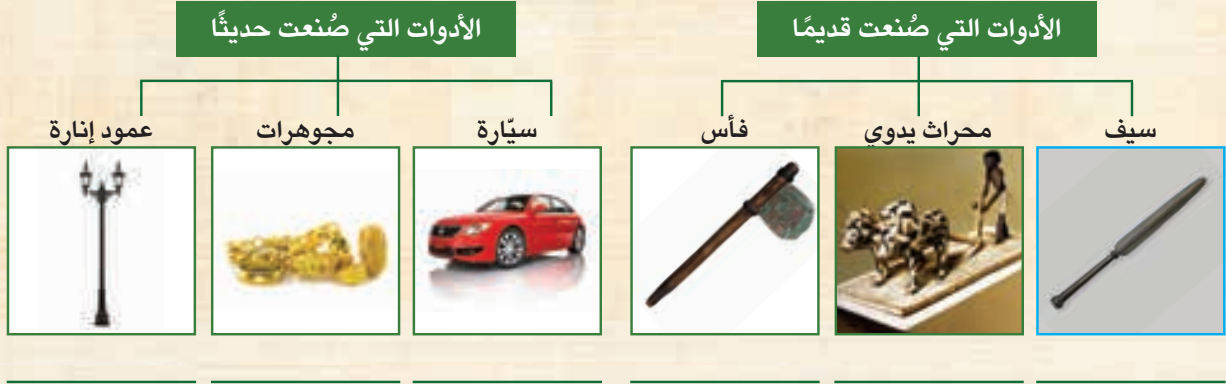 الأدوات التي صُنعت قديمًا
الأدوات التي صُنعت حديثًا
سيف
محراث يدوي
فأس
سيّارة
مجوهرات
عمود إنارة